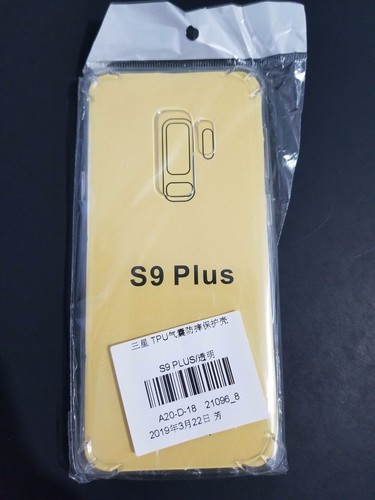 S9 Plus
三星 TPU气囊防摔保护壳
S9 PLUS/透明
A20-D-18 21096_8
2019年3月22日 芳